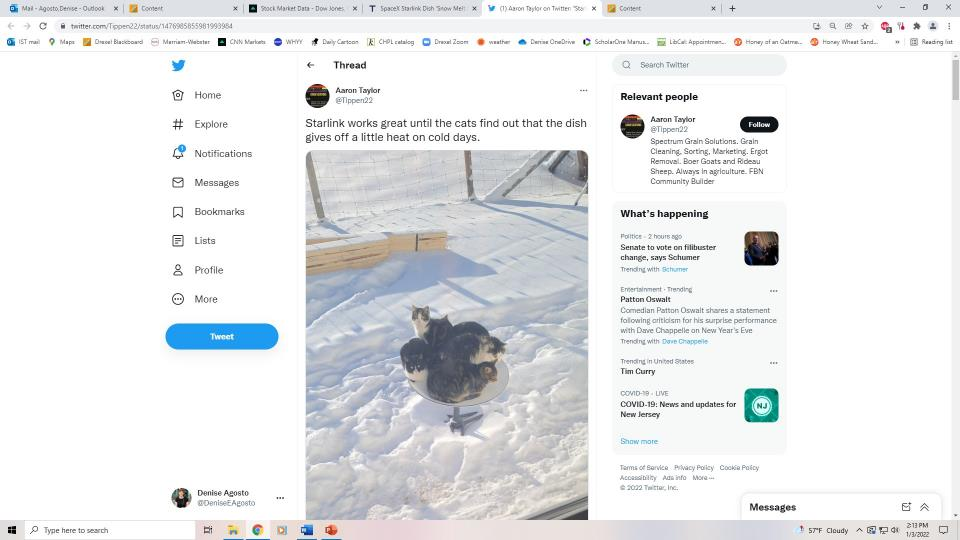 Mail - Agosto,Denise - Outlook
Content
Stock Market Data - Dow Jones,
SpaceX Starlink Dish 'Snow Mel
(1) Aaron Taylor on Twitter: "Star
Content
twitter.com/Tippen22/status/1476985855981993984
IST mail
Maps
Drexel Blackboard
Merriam-Webster
CNN Markets
WHYY
Daily Cartoon
CHPL catalog
Drexel Zoom
weather
Denise OneDrive
ScholarOne Manus...
LibCal: Appointmen...
Honey of an Oatme...
Honey Wheat Sand...
Reading list
Home
Explore
Notifications
Messages
Bookmarks
Lists
Profile
More
Tweet
Denise Agosto
@DeniseEAgosto
Thread
Aaron Taylor
@Tippen22
Starlink works great until the cats find out that the dish
gives off a little heat on cold days.
Search Twitter
Relevant people
Aaron Taylor
@Tippen22
Follow
Spectrum Grain Solutions. Grain
Cleaning, Sorting, Marketing. Ergot
Removal. Boer Goats and Rideau
Sheep. Always in agriculture. FBN
Community Builder
What's happening
Politics · 2 hours ago
Senate to vote on filibuster
change, says Schumer
Trending with Schumer
Entertainment · Trending
Patton Oswalt
Comedian Patton Oswalt shares a statement
following criticism for his surprise performance
with Dave Chappelle on New Year's Eve
Trending with Dave Chappelle
Trending in United States
Tim Curry
COVID-19 · LIVE
COVID-19: News and updates for
New Jersey
NJ
Show more
Terms of Service Privacy Policy Cookie Policy
Accessibility Ads info More ···
© 2022 Twitter, Inc.
Messages
Type here to search
57°F Cloudy
2:13 PM
1/3/2022